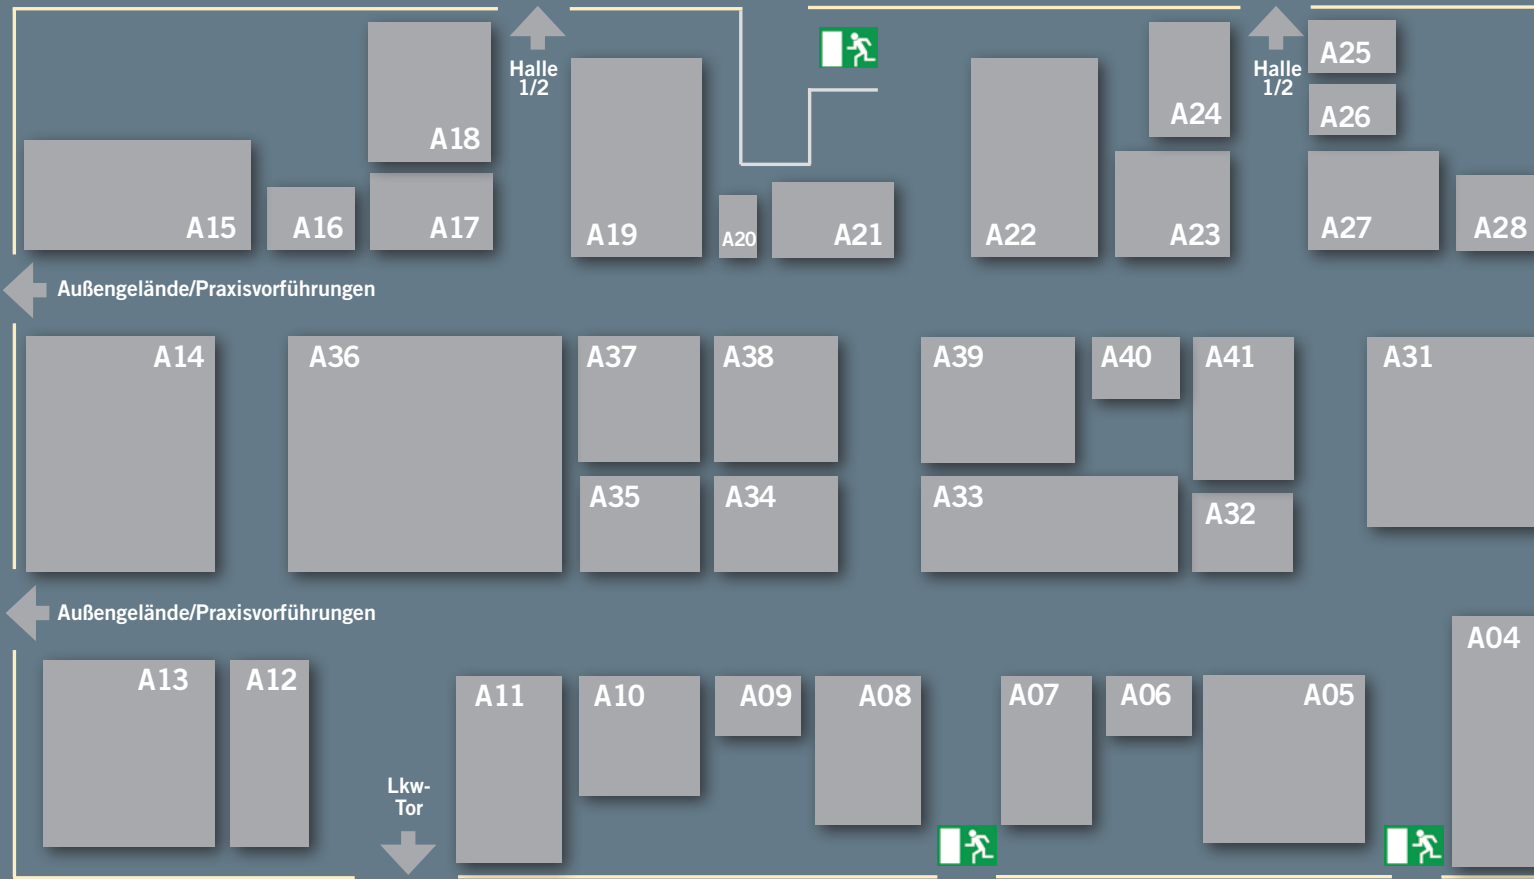 Halle
1/2
Halle
1/2
A25
A18
A24
A26
A15
A16
A17
A19
A20
A21
A22
A23
A27
A28
Außengelände/Praxisvorführungen
A14
A36
A37
A38
A39
A40
A41
A31
A35
A34
A33
A32
Außengelände/Praxisvorführungen
A04
A13
A12
A11
A10
A09
A08
A07
A06
A05
Lkw-
Tor